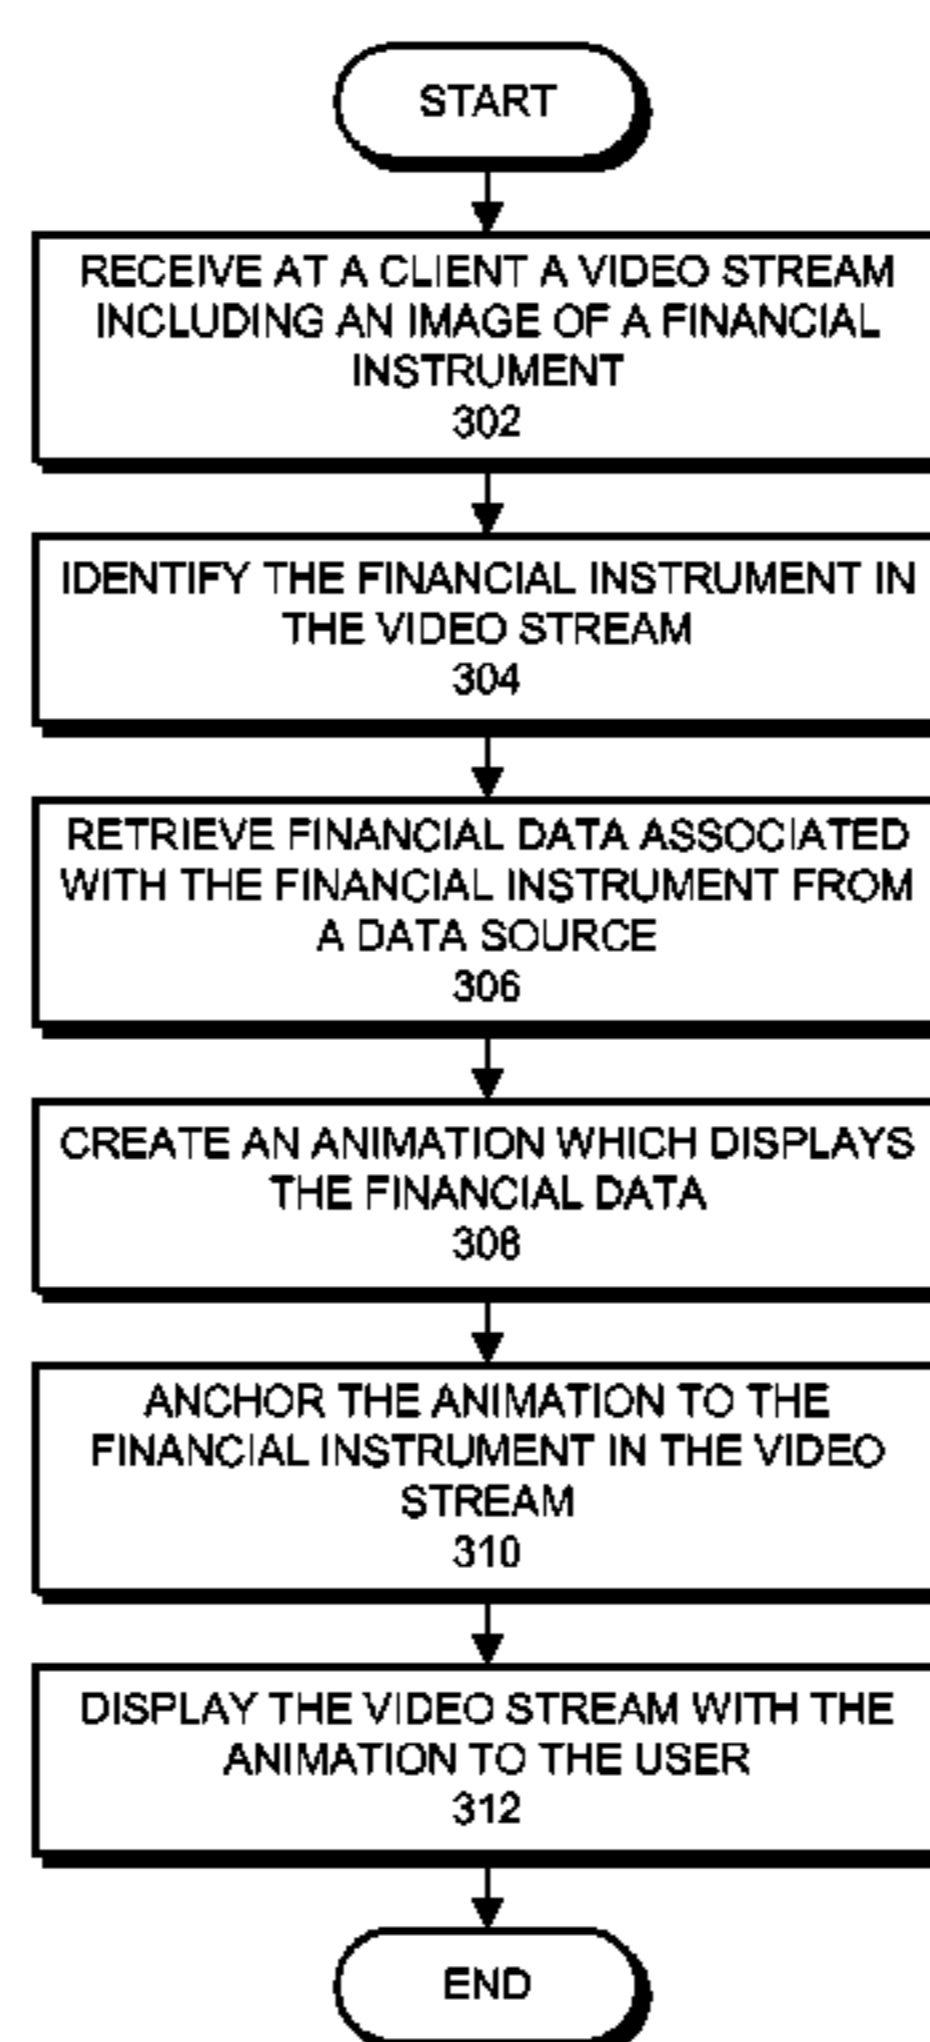 START
RECEIVE AT A CLIENT A VIDEO STREAM
INCLUDING AN IMAGE OF A FINANCIAL
INSTRUMENT
302
IDENTIFY THE FINANCIAL INSTRUMENT IN
THE VIDEO STREAM
304
RETRIEVE FINANCIAL DATA ASSOCIATED
WITH THE FINANCIAL INSTRUMENT FROM
A DATA SOURCE
306
CREATE AN ANIMATION WHICH DISPLAYS
THE FINANCIAL DATA
308
ANCHOR THE ANIMATION TO THE
FINANCIAL INSTRUMENT IN THE VIDEO
STREAM
310
DISPLAY THE VIDEO STREAM WITH THE
ANIMATION TO THE USER
312
END